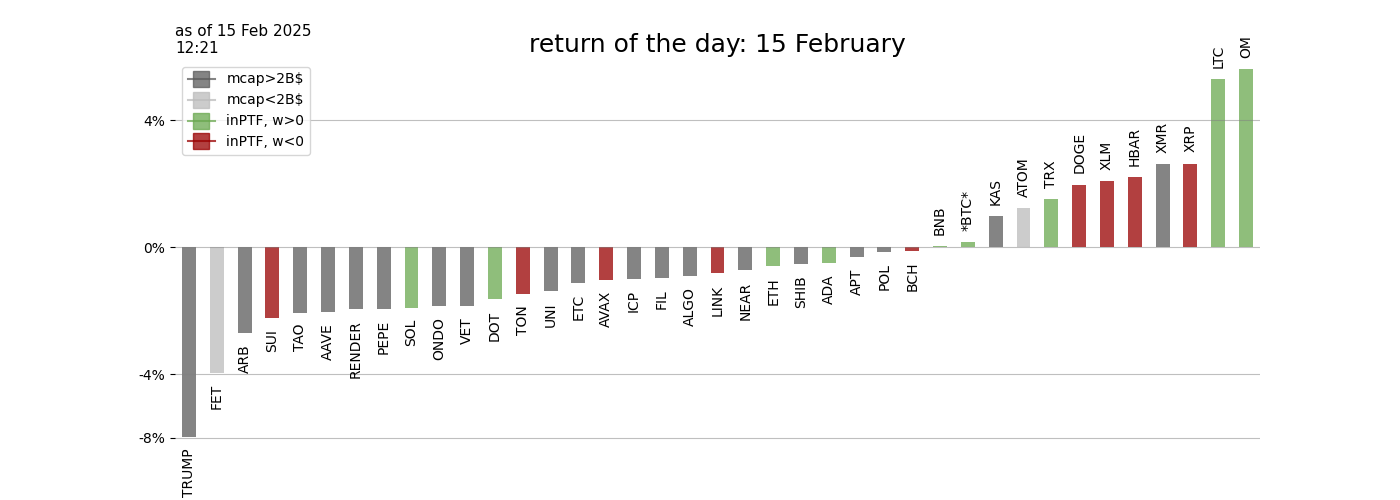 as of 15 Feb 2025
12:21
return of the day: 15 February
mcap>2B$
mcap<2B$
inPTF, w>0
inPTF, w<0
4%
0%
-4%
-8%
TRUMP
FET
ARB
SUI
TAO
AAVE
RENDER
PEPE
SOL
ONDO
VET
DOT
TON
UNI
ETC
AVAX
ICP
FIL
ALGO
LINK
NEAR
ETH
SHIB
ADA
APT
POL
BCH
BNB
*BTC*
KAS
ATOM
TRX
DOGE
XLM
HBAR
XMR
XRP
LTC
OM